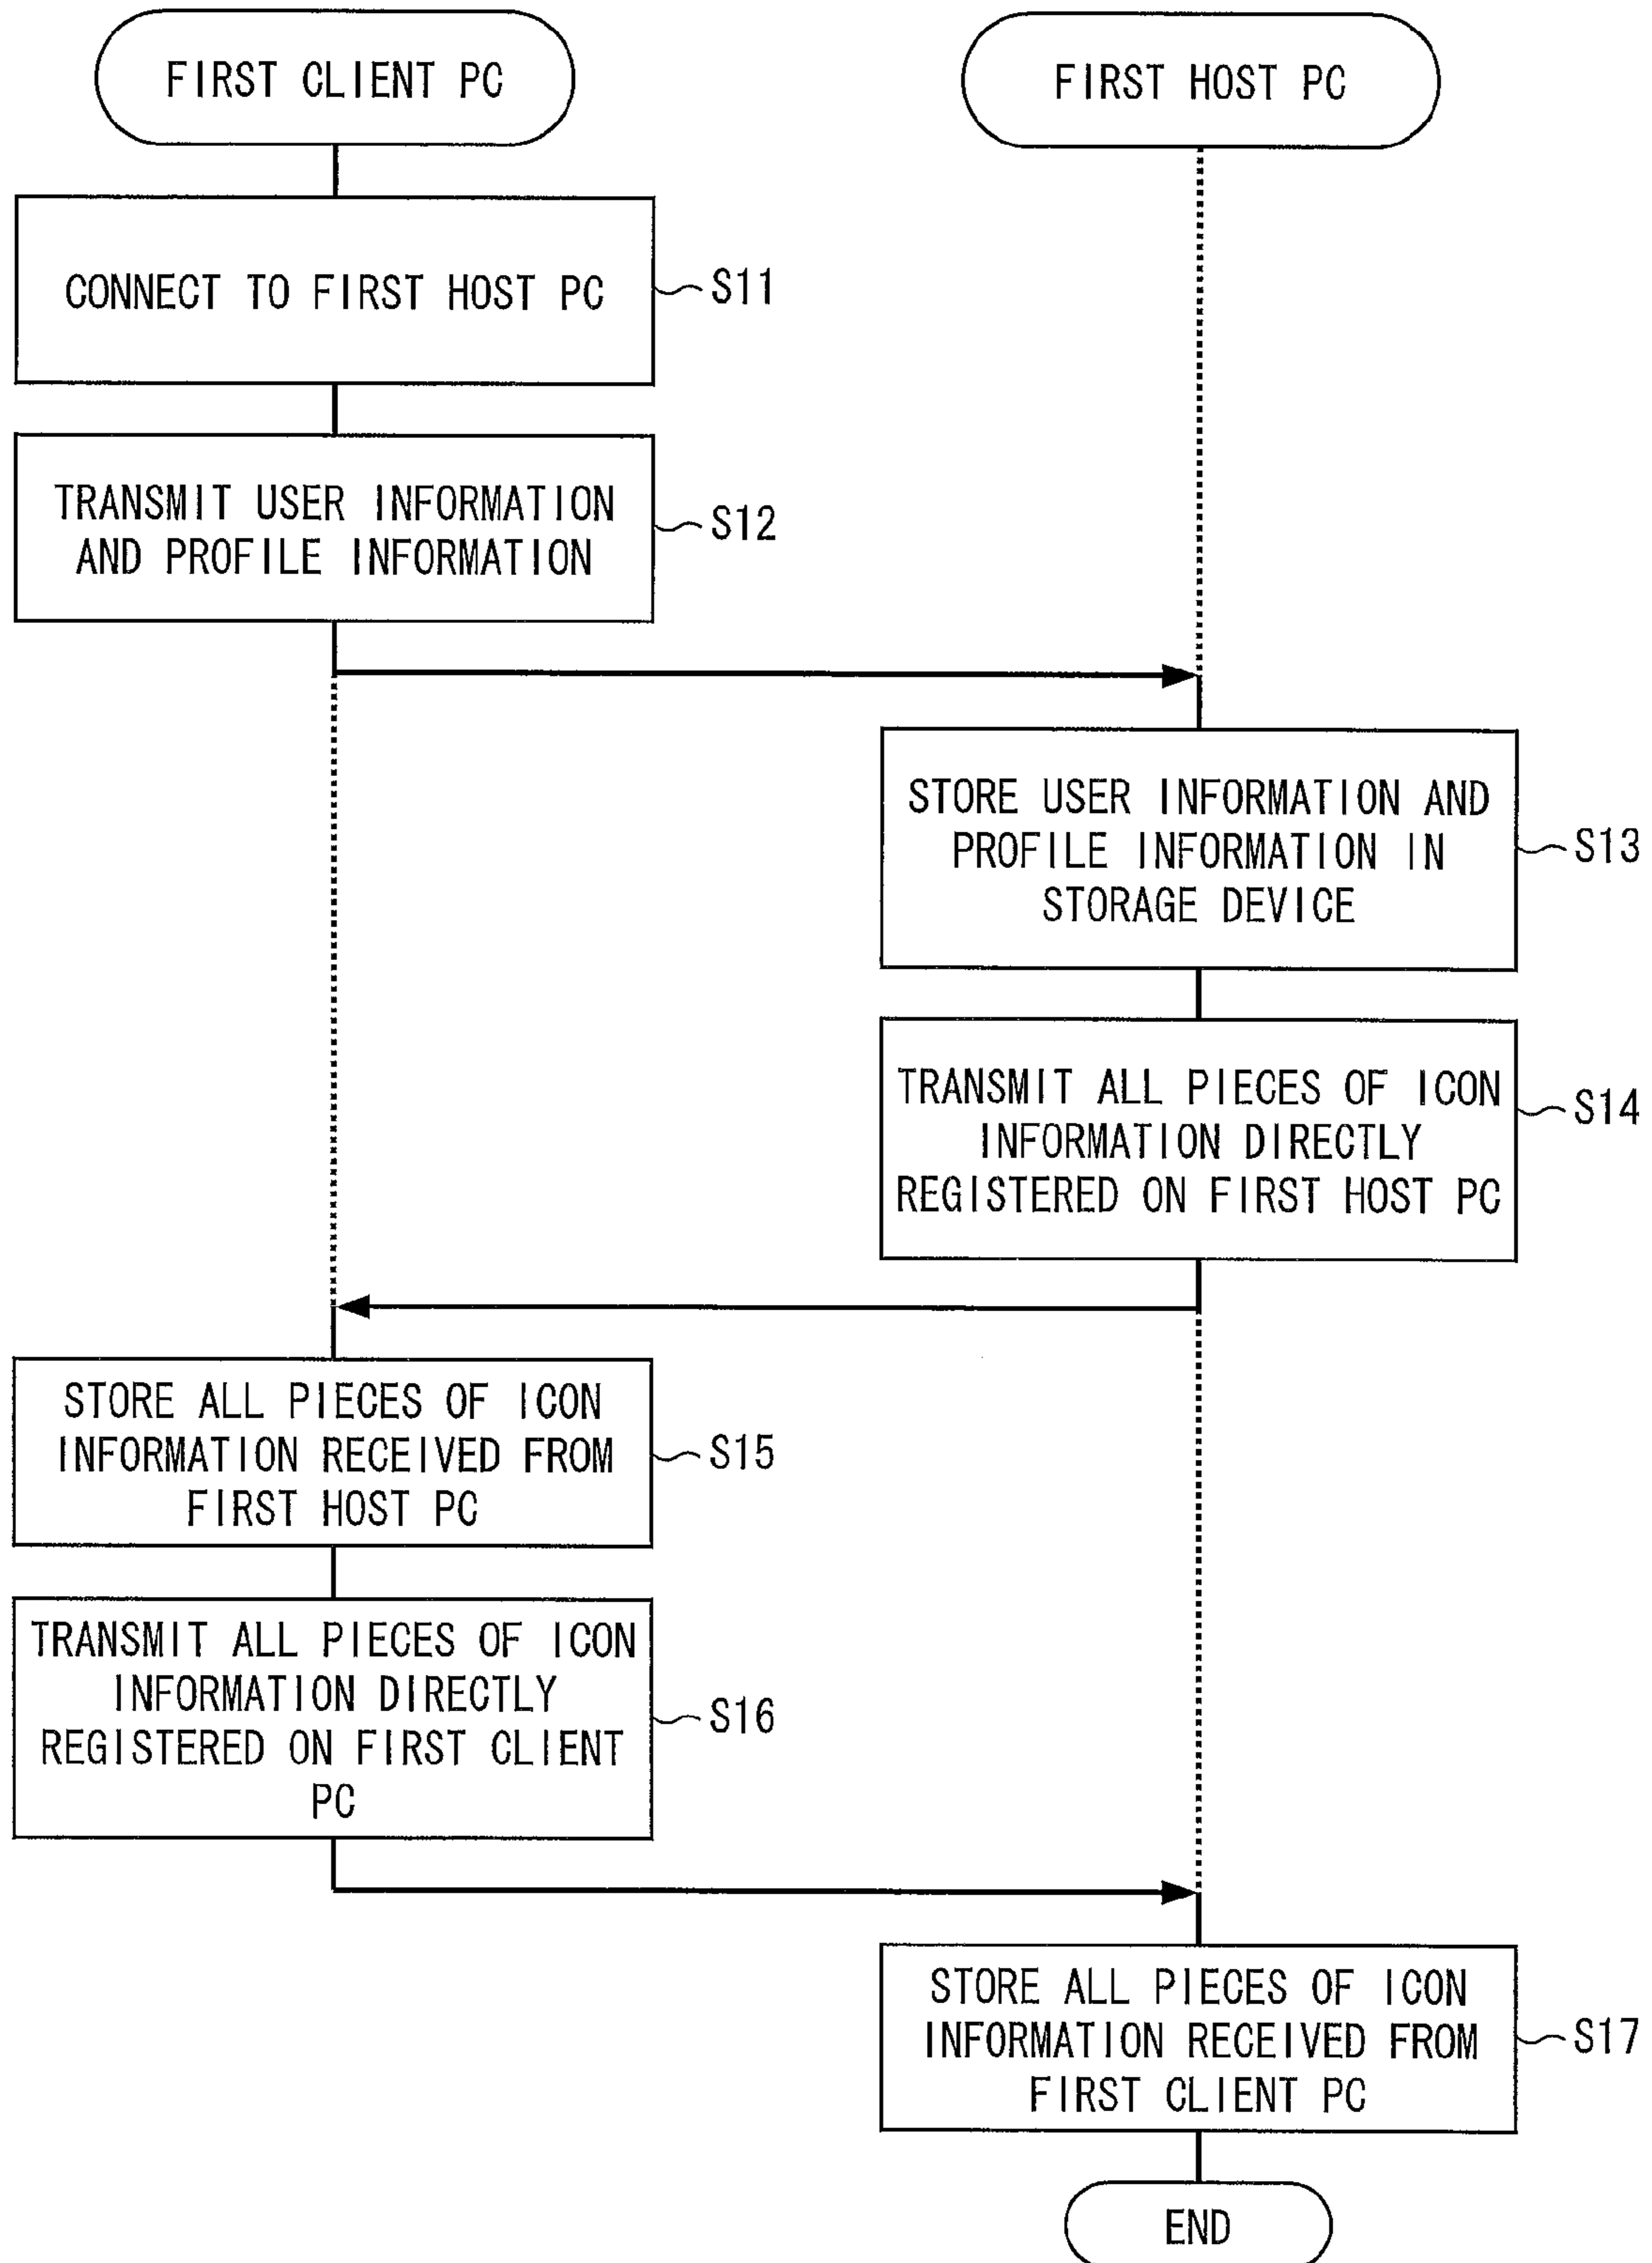 FIRST CLIENT PC
FIRST HOST PC
CONNECT TO FIRST HOST PC
S11
TRANSMIT USER INFORMATION
AND PROFILE INFORMATION
S12
STORE USER INFORMATION AND
PROFILE INFORMATION IN
STORAGE DEVICE
S13
TRANSMIT ALL PIECES OF ICON
INFORMATION DIRECTLY
REGISTERED ON FIRST HOST PC
S14
STORE ALL PIECES OF ICON
INFORMATION RECEIVED FROM
FIRST HOST PC
S15
TRANSMIT ALL PIECES OF ICON
INFORMATION DIRECTLY
REGISTERED ON FIRST CLIENT
PC
S16
STORE ALL PIECES OF ICON
INFORMATION RECEIVED FROM
FIRST CLIENT PC
S17
END